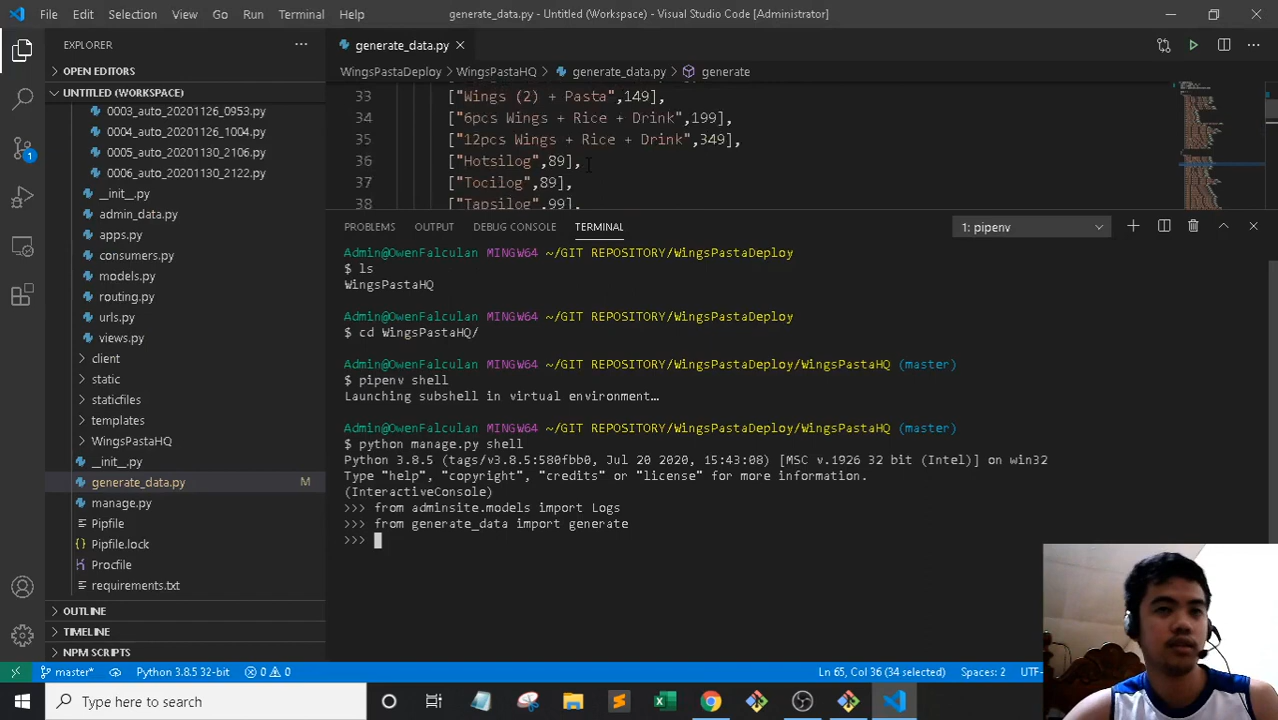 File Edit Selection View Go Run Terminal Help generate_data.py - Untitled (Workspace) - Visual Studio Code [Administrator]
EXPLORER
generate_data.py
OPEN EDITORS
WingsPastaDeploy > WingsPastaHQ > generate_data.py > generate
UNTITLED (WORKSPACE)
0003_auto_20201126_0953.py
0004_auto_20201126_1004.py
0005_auto_20201130_2106.py
0006_auto_20201130_2122.py
__init__.py
admin_data.py
apps.py
consumers.py
models.py
routing.py
urls.py
views.py
client
static
staticfiles
templates
WingsPastaHQ
__init__.py
generate_data.py M
manage.py
Pipfile
Pipfile.lock
Procfile
requirements.txt
OUTLINE
TIMELINE
NPM SCRIPTS
33 ["Wings (2) + Pasta",149],
34 ["6pcs Wings + Rice + Drink",199],
35 ["12pcs Wings + Rice + Drink",349],
36 ["Hotsilog",89],
37 ["Tocilog",89],
38 ["Tapsilog",99],
PROBLEMS OUTPUT DEBUG CONSOLE TERMINAL 1: pipenv
Admin@OwenFalculan MINGW64 ~/GIT REPOSITORY/WingsPastaDeploy
$ ls
WingsPastaHQ
Admin@OwenFalculan MINGW64 ~/GIT REPOSITORY/WingsPastaDeploy
$ cd WingsPastaHQ/
Admin@OwenFalculan MINGW64 ~/GIT REPOSITORY/WingsPastaDeploy/WingsPastaHQ (master)
$ pipenv shell
Launching subshell in virtual environment…
Admin@OwenFalculan MINGW64 ~/GIT REPOSITORY/WingsPastaDeploy/WingsPastaHQ (master)
$ python manage.py shell
Python 3.8.5 (tags/v3.8.5:580fbb0, Jul 20 2020, 15:43:08) [MSC v.1926 32 bit (Intel)] on win32
Type "help", "copyright", "credits" or "license" for more information.
(InteractiveConsole)
>>> from adminsite.models import Logs
>>> from generate_data import generate
>>>
master* Python 3.8.5 32-bit 0 0 Ln 65, Col 36 (34 selected) Spaces: 2 UTF-
Type here to search